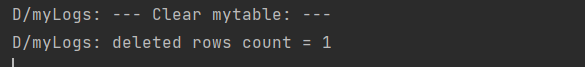 D/myLogs: --- Clear mytable: ---
D/myLogs: deleted rows count = 1